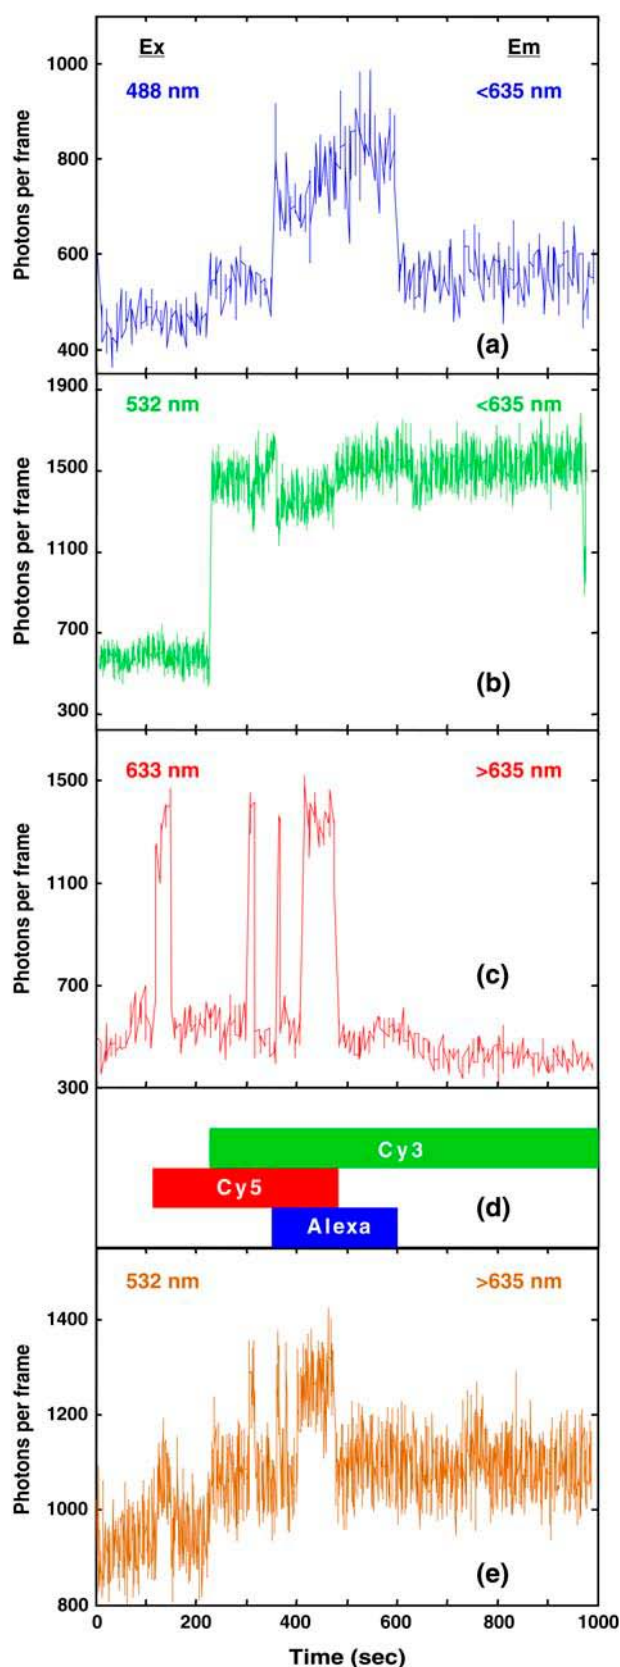 Ex Em
488 nm <635 nm
1000
800
600
400
Photons per frame
(a)
532 nm <635 nm
1900
1500
1100
700
300
Photons per frame
(b)
633 nm >635 nm
1500
1100
700
300
Photons per frame
(c)
Cy3
Cy5
Alexa
(d)
532 nm >635 nm
1400
1200
1000
800
Photons per frame
(e)
0 200 400 600 800 1000
Time (sec)